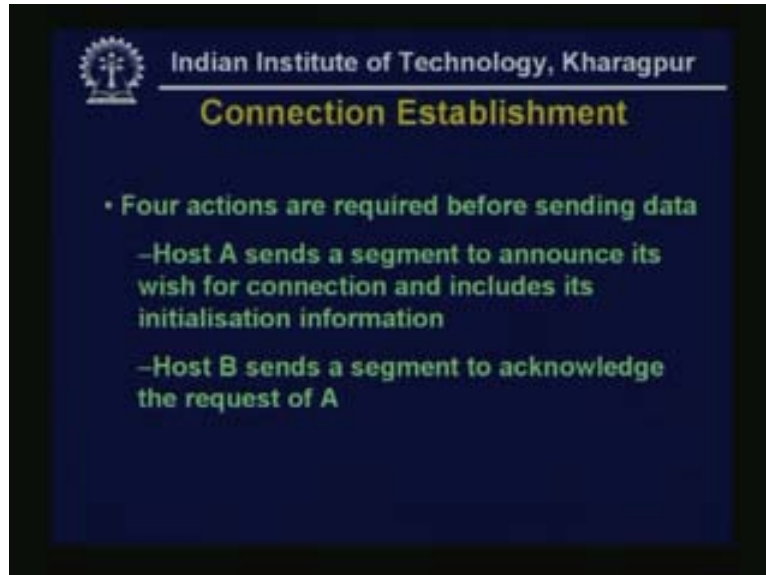 Indian Institute of Technology, Kharagpur
Connection Establishment
• Four actions are required before sending data
–Host A sends a segment to announce its
wish for connection and includes its
initialisation information
–Host B sends a segment to acknowledge
the request of A